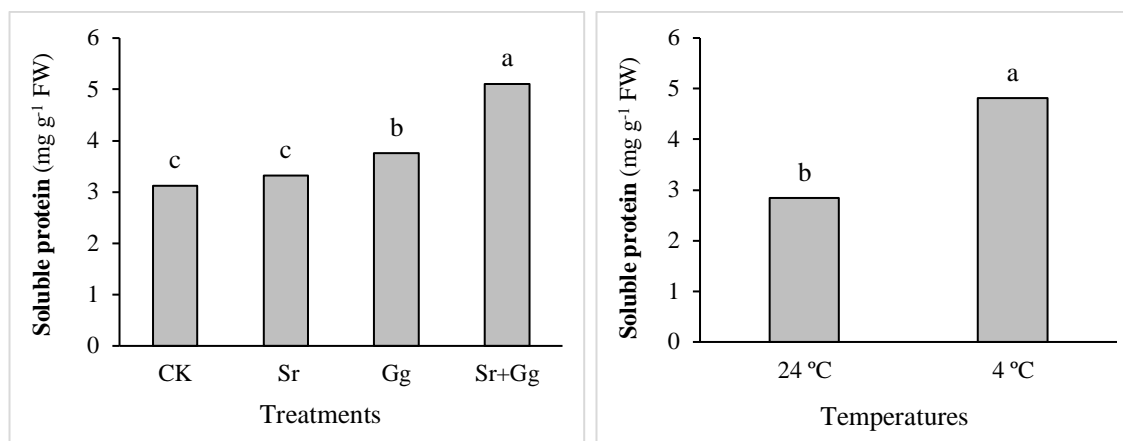 Soluble protein (mg g⁻¹ FW)
6
5
4
3
2
1
0
c
c
b
a
CK Sr Gg Sr+Gg
Treatments
Soluble protein (mg g⁻¹ FW)
6
5
4
3
2
1
0
b
a
24 ºC 4 ºC
Temperatures